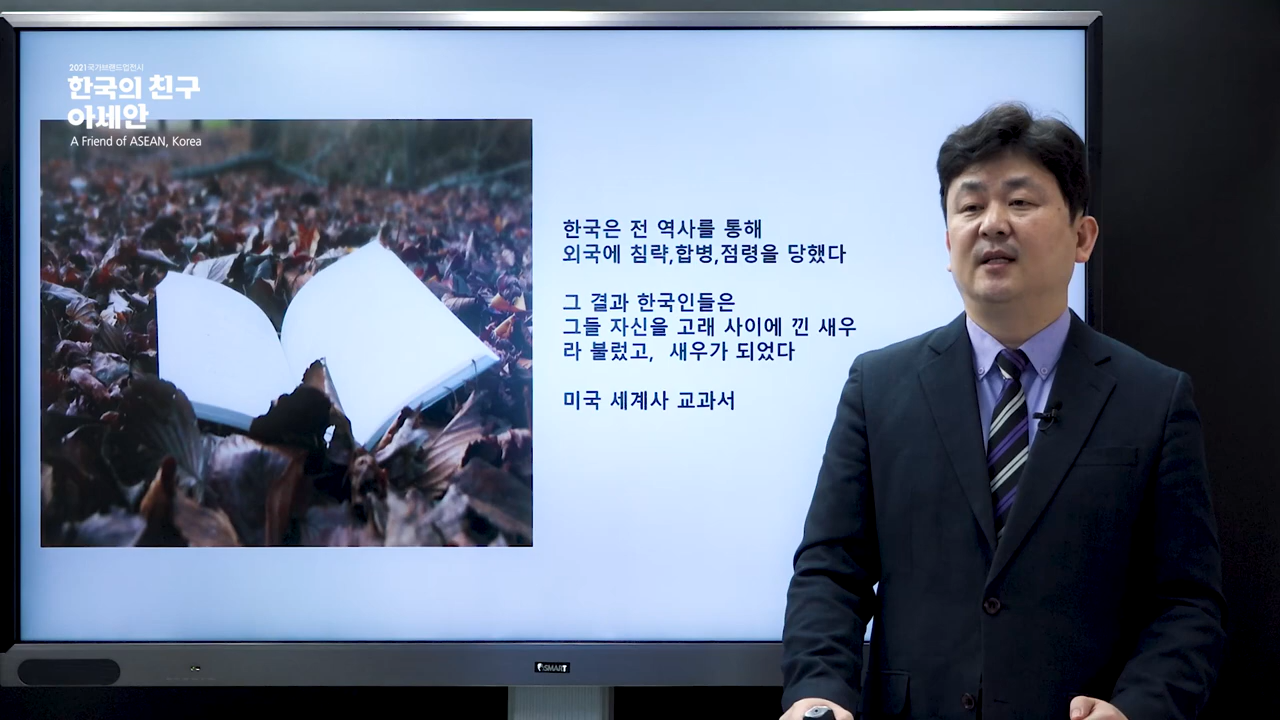 2021 국가브랜드업전시
한국의 친구
아세안
A Friend of ASEAN, Korea
한국은 전 역사를 통해
외국에 침략,합병,점령을 당했다
그 결과 한국인들은
그들 자신을 고래 사이에 낀 새우
라 불렀고, 새우가 되었다
미국 세계사 교과서
SMART